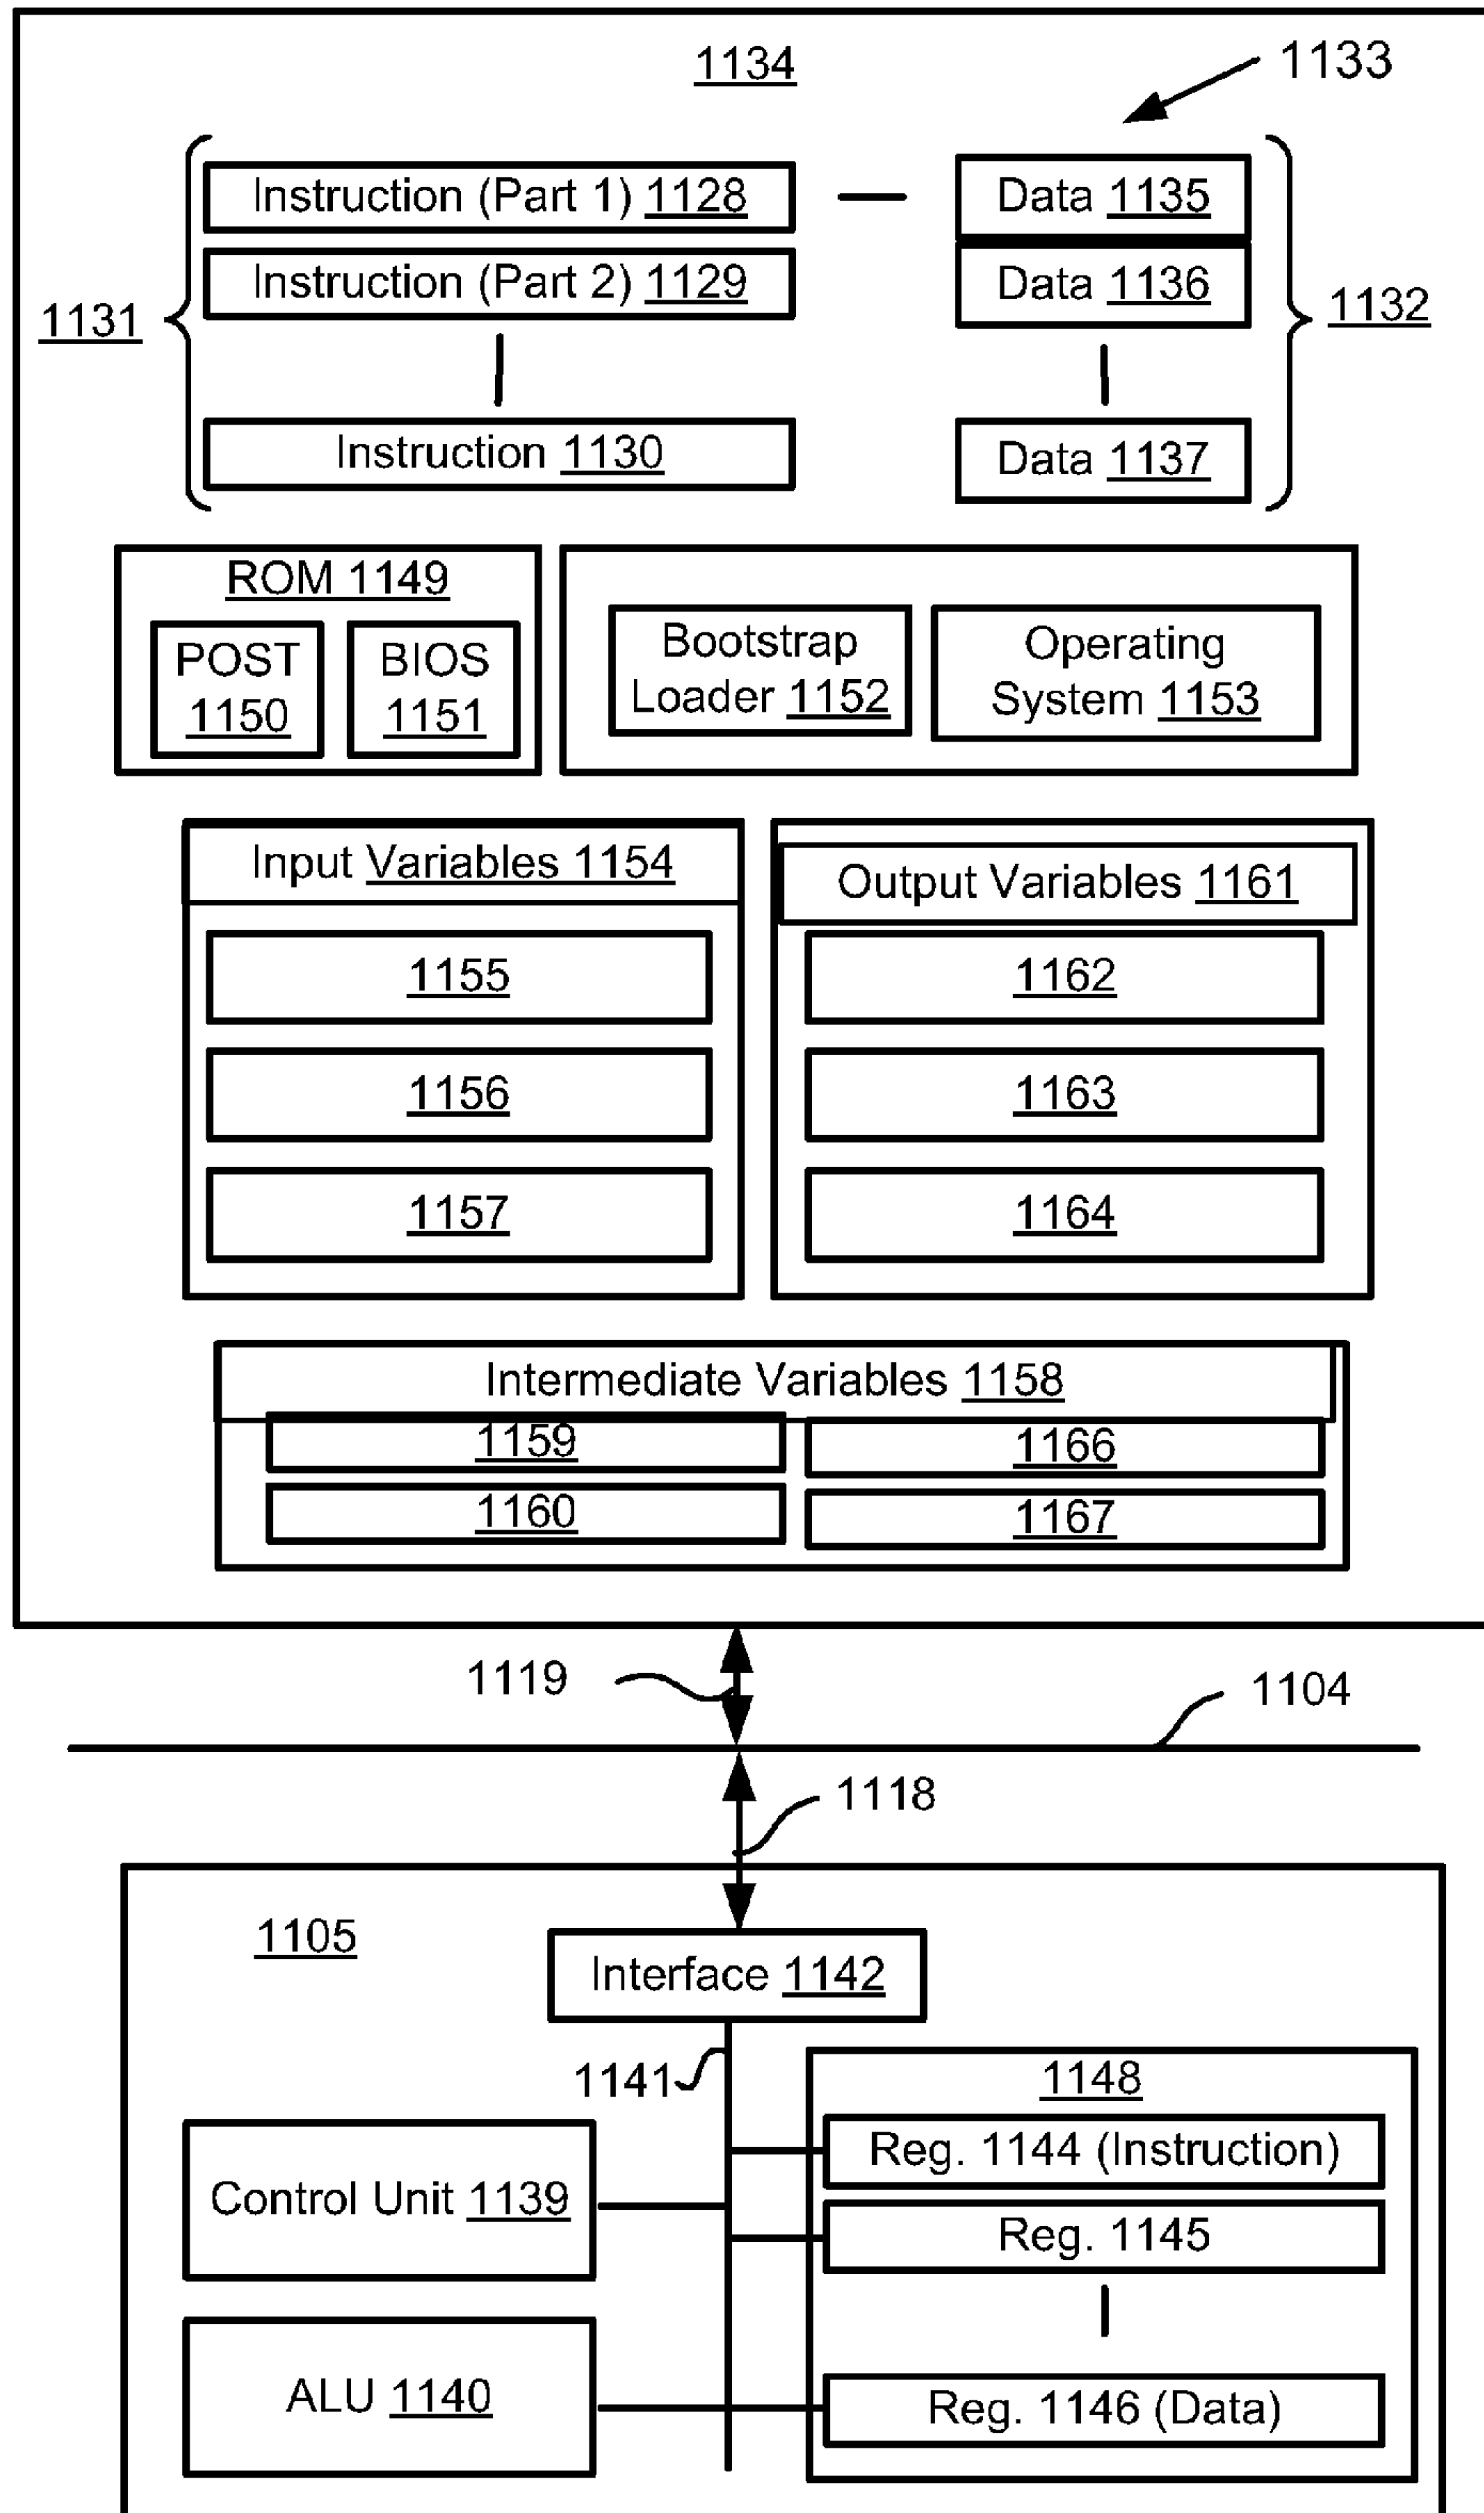 1134
1133
Instruction (Part 1) 1128
Data 1135
Instruction (Part 2) 1129
Data 1136
1131
1132
Instruction 1130
Data 1137
ROM 1149
POST
1150
BIOS
1151
Bootstrap
Loader 1152
Operating
System 1153
Input Variables 1154
Output Variables 1161
1155
1162
1156
1163
1157
1164
Intermediate Variables 1158
1159
1166
1160
1167
1119
1104
1118
1105
Interface 1142
1141
1148
Reg. 1144 (Instruction)
Control Unit 1139
Reg. 1145
ALU 1140
Reg. 1146 (Data)